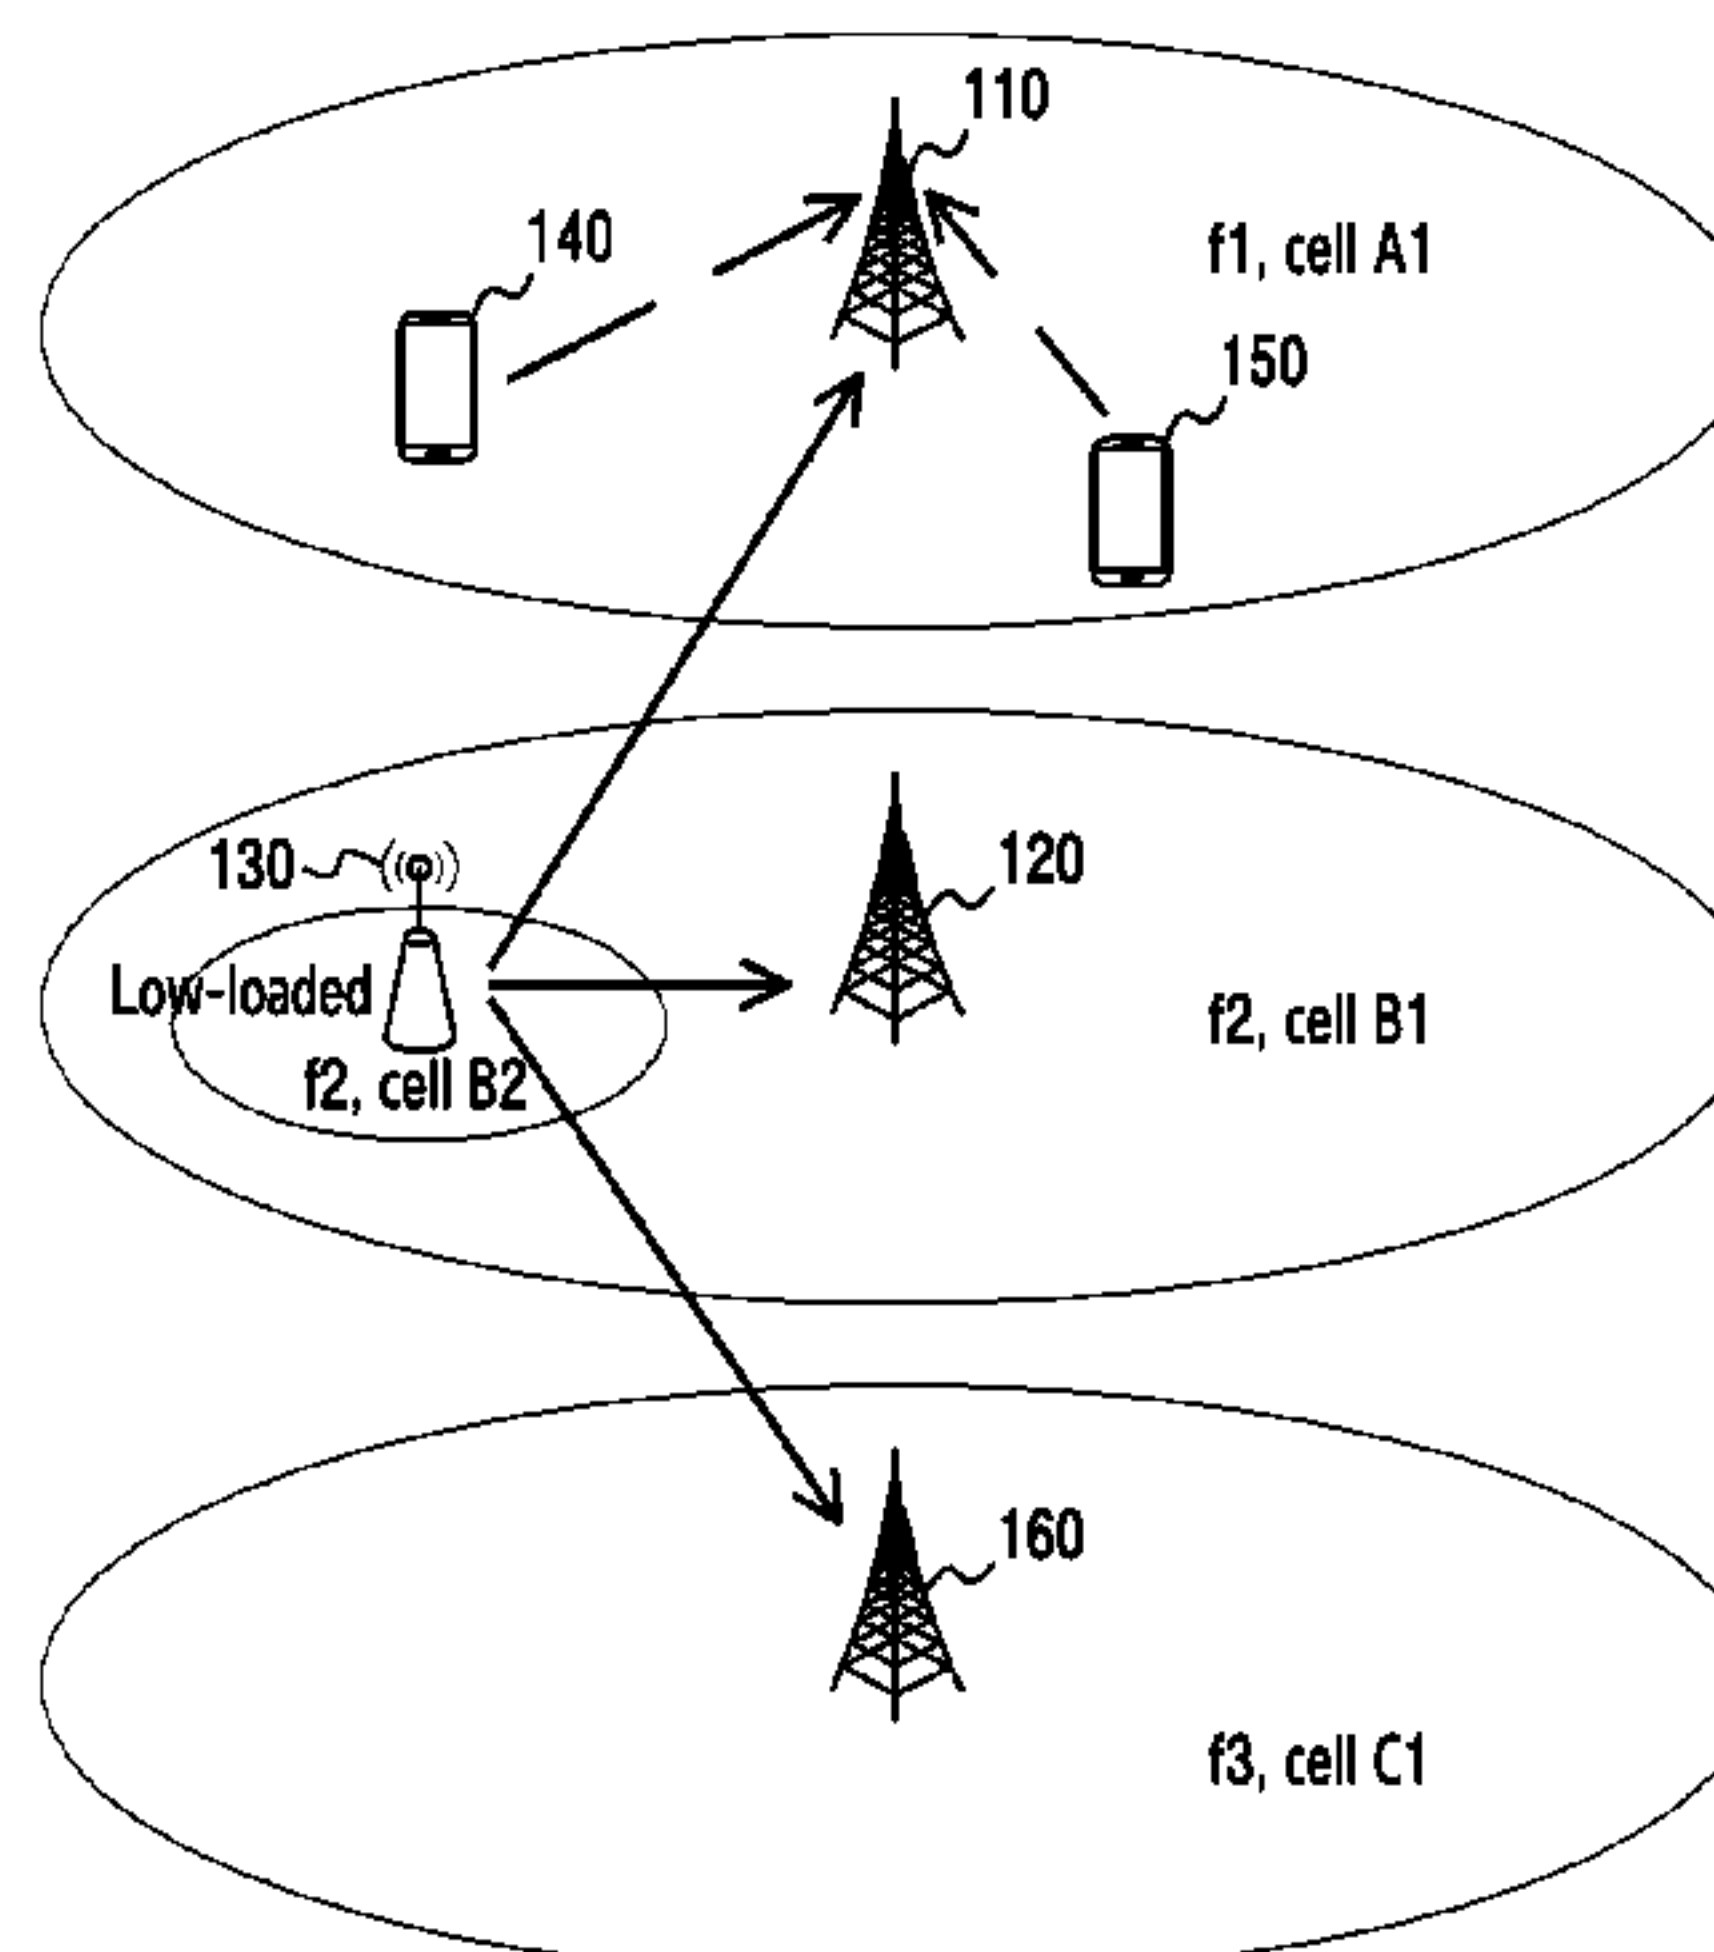 110
140
f1, cell A1
150
130
120
Low-loaded
f2, cell B1
f2, cell B2
160
f3, cell C1